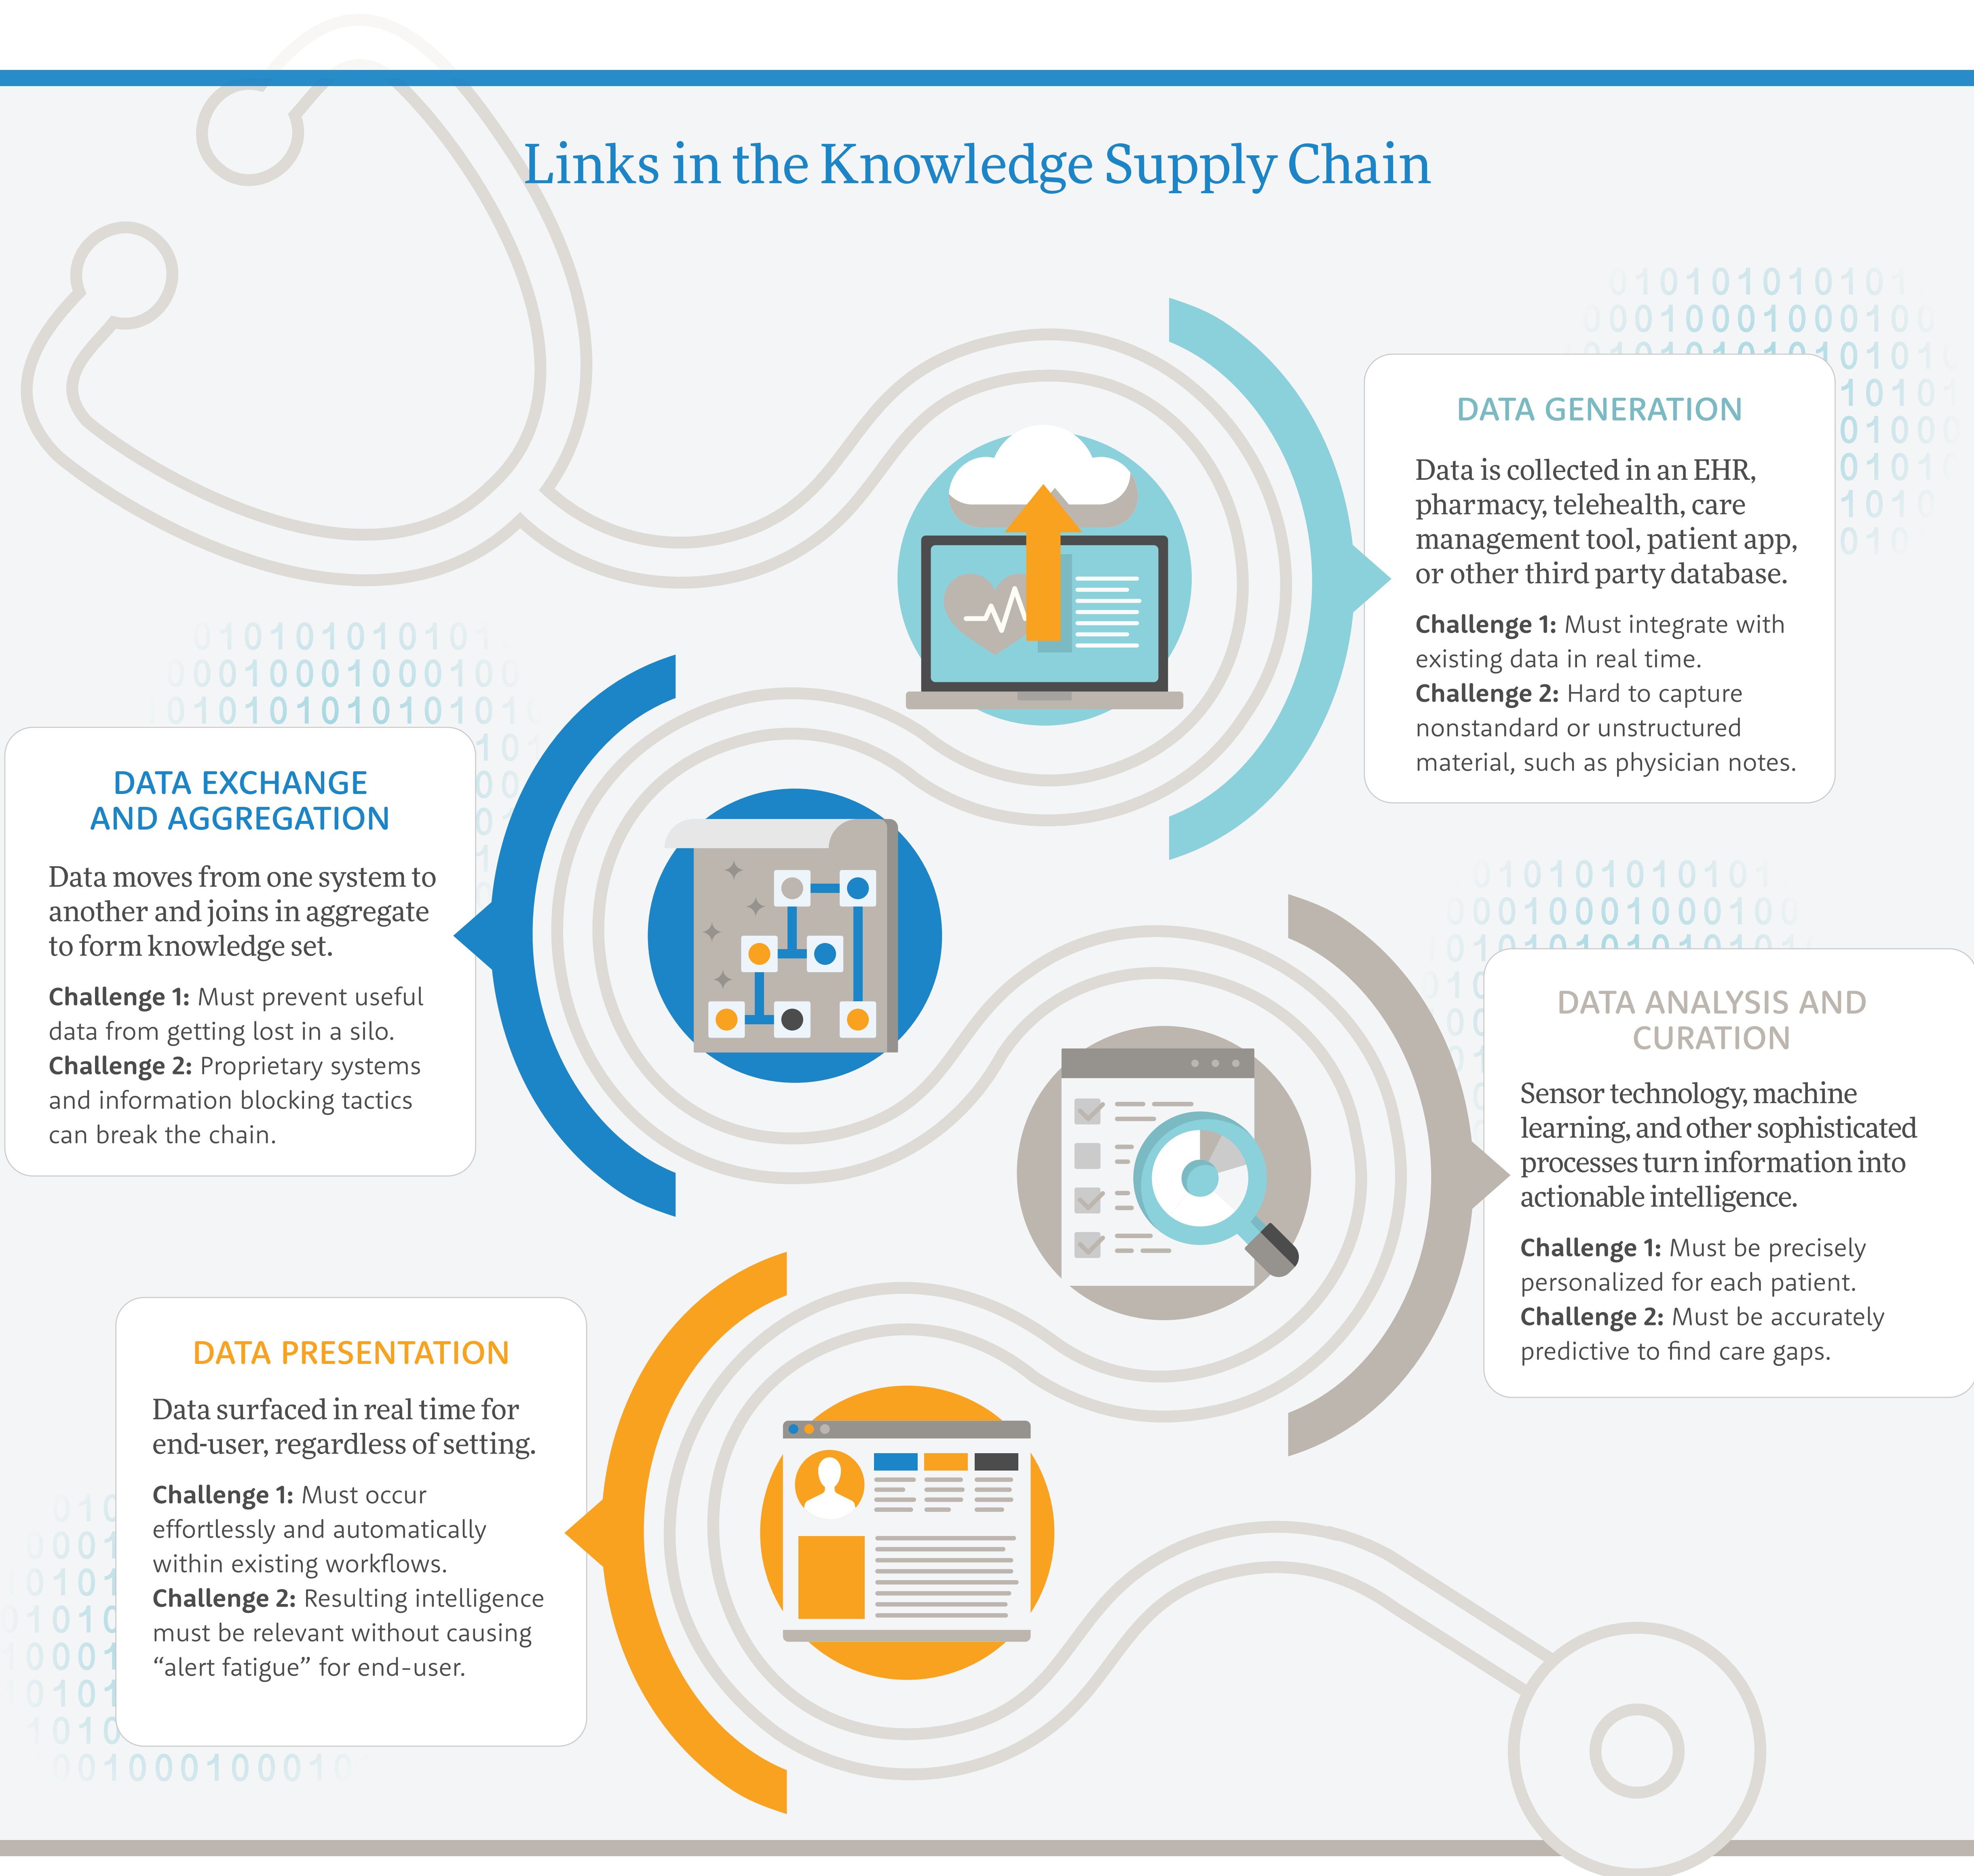 Links in the Knowledge Supply Chain
DATA GENERATION
Data is collected in an EHR,
pharmacy, telehealth, care
management tool, patient app,
or other third party database.
Challenge 1: Must integrate with
existing data in real time.
Challenge 2: Hard to capture
nonstandard or unstructured
material, such as physician notes.
DATA EXCHANGE
AND AGGREGATION
Data moves from one system to
another and joins in aggregate
to form knowledge set.
Challenge 1: Must prevent useful
data from getting lost in a silo.
Challenge 2: Proprietary systems
and information blocking tactics
can break the chain.
DATA ANALYSIS AND
CURATION
Sensor technology, machine
learning, and other sophisticated
processes turn information into
actionable intelligence.
Challenge 1: Must be precisely
personalized for each patient.
Challenge 2: Must be accurately
predictive to find care gaps.
DATA PRESENTATION
Data surfaced in real time for
end-user, regardless of setting.
Challenge 1: Must occur
effortlessly and automatically
within existing workflows.
Challenge 2: Resulting intelligence
must be relevant without causing
“alert fatigue” for end-user.